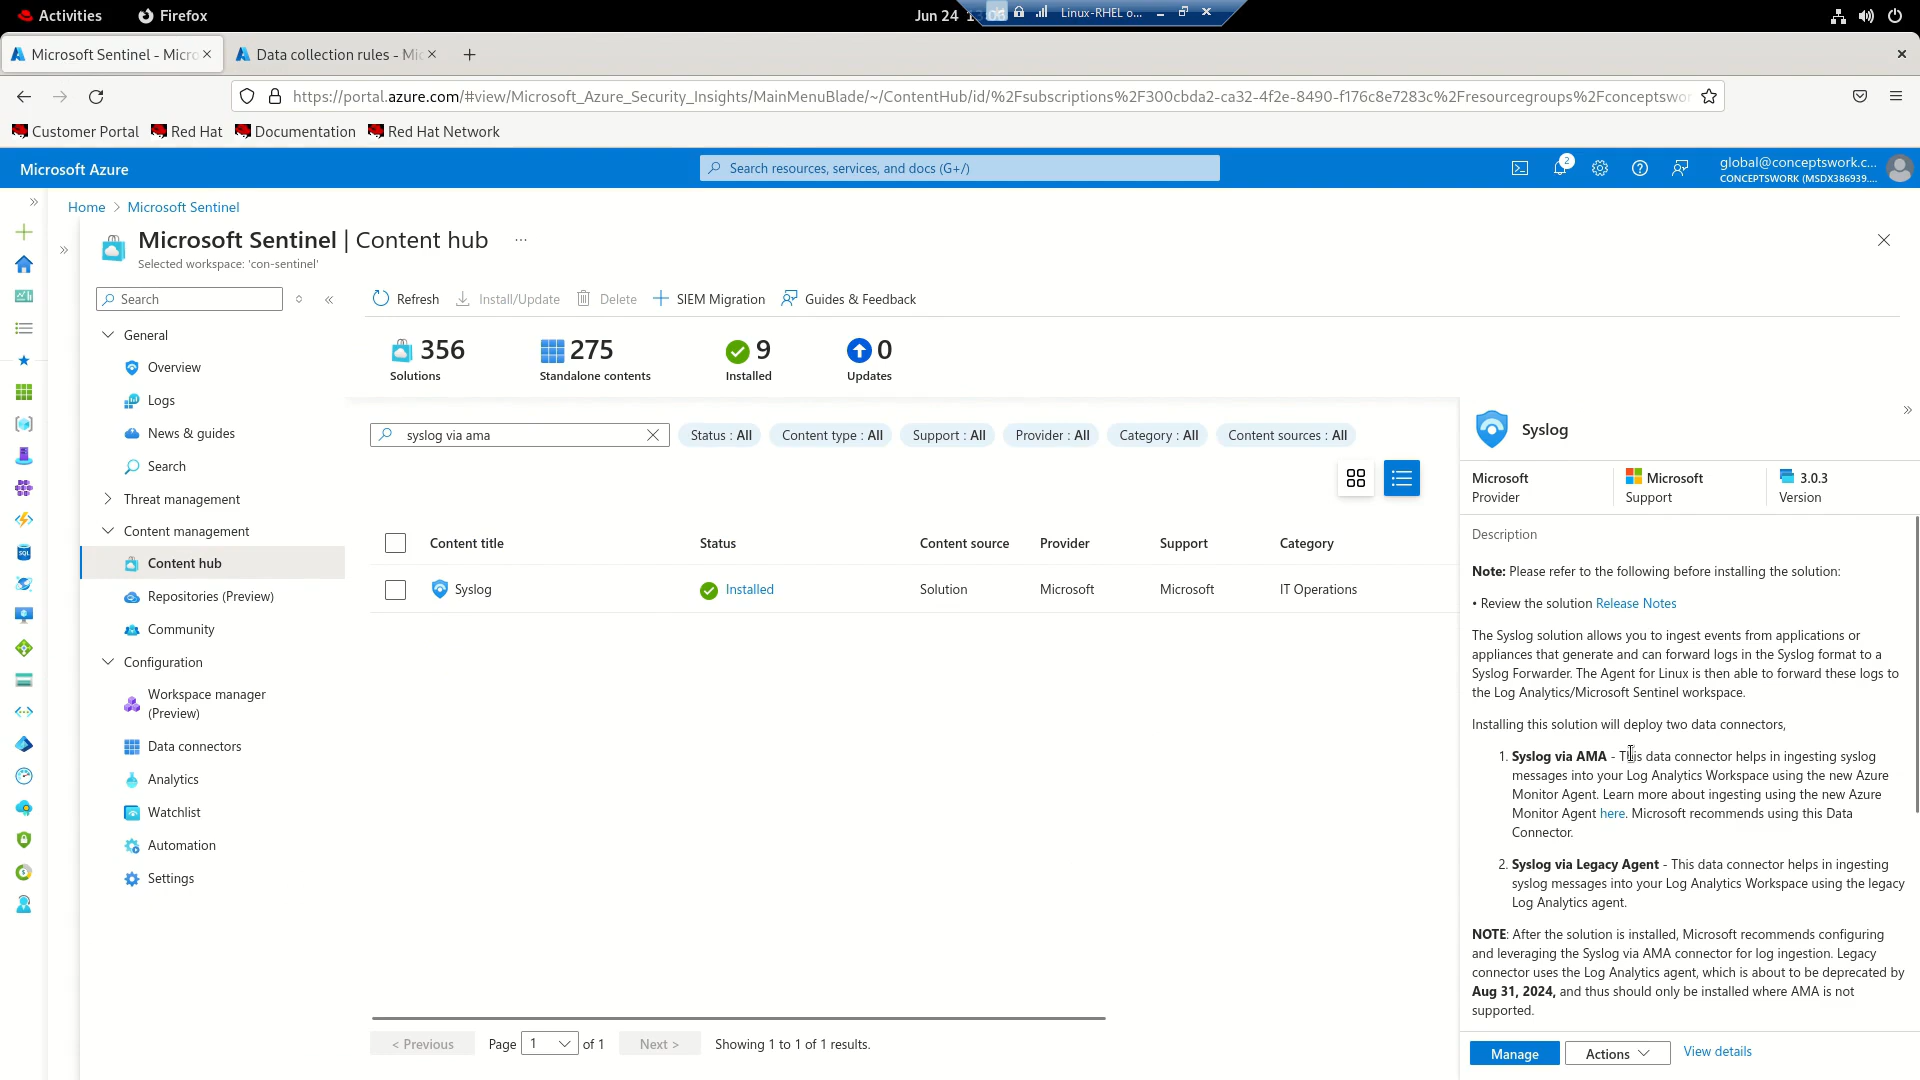 Activities
Firefox
Jun 24
Linux-RHEL o...
Microsoft Sentinel - Micro
Data collection rules - Mic
https://portal.azure.com/#view/Microsoft_Azure_Security_Insights/MainMenuBlade/~/ContentHub/id/%2Fsubscriptions%2F300cbda2-ca32-4f2e-8490-f176c8e7283c%2Fresourcegroups%2Fconceptswor
Customer Portal
Red Hat
Documentation
Red Hat Network
Microsoft Azure
Search resources, services, and docs (G+/)
2
global@conceptswork.c...
CONCEPTSWORK (MSDX386939....
Home > Microsoft Sentinel
Microsoft Sentinel | Content hub ...
Selected workspace: 'con-sentinel'
Search
General
Overview
Logs
News & guides
Search
Threat management
Content management
Content hub
Repositories (Preview)
Community
Configuration
Workspace manager
(Preview)
Data connectors
Analytics
Watchlist
Automation
Settings
Refresh
Install/Update
Delete
SIEM Migration
Guides & Feedback
356
Solutions
275
Standalone contents
9
Installed
0
Updates
syslog via ama
Status : All
Content type : All
Support : All
Provider : All
Category : All
Content sources : All
Content title Status Content source Provider Support Category
Syslog Installed Solution Microsoft Microsoft IT Operations
< Previous Page 1 of 1 Next > Showing 1 to 1 of 1 results.
Syslog
Microsoft
Provider
Microsoft
Support
3.0.3
Version
Description
Note: Please refer to the following before installing the solution:
• Review the solution Release Notes
The Syslog solution allows you to ingest events from applications or
appliances that generate and can forward logs in the Syslog format to a
Syslog Forwarder. The Agent for Linux is then able to forward these logs to
the Log Analytics/Microsoft Sentinel workspace.
Installing this solution will deploy two data connectors,
1. Syslog via AMA - This data connector helps in ingesting syslog
messages into your Log Analytics Workspace using the new Azure
Monitor Agent. Learn more about ingesting using the new Azure
Monitor Agent here. Microsoft recommends using this Data
Connector.
2. Syslog via Legacy Agent - This data connector helps in ingesting
syslog messages into your Log Analytics Workspace using the legacy
Log Analytics agent.
NOTE: After the solution is installed, Microsoft recommends configuring
and leveraging the Syslog via AMA connector for log ingestion. Legacy
connector uses the Log Analytics agent, which is about to be deprecated by
Aug 31, 2024, and thus should only be installed where AMA is not
supported.
Manage
Actions
View details